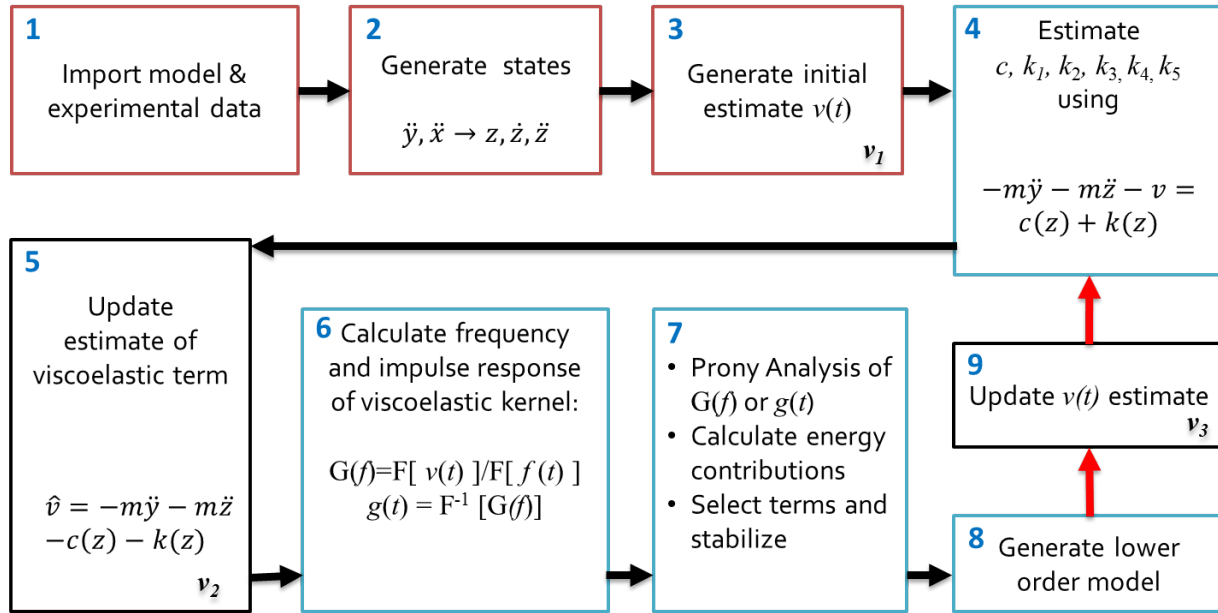 1
Import model &
experimental data
2
Generate states
ÿ, ẍ → z, ż, z̈
3
Generate initial
estimate v(t)
v₁
4
Estimate
c, k₁, k₂, k₃, k₄, k₅
using
−mÿ − mz̈ − v =
c(z) + k(z)
5
Update
estimate of
viscoelastic term
v̂ = −mÿ − mz̈
−c(z) − k(z)
v₂
6
Calculate frequency
and impulse response
of viscoelastic kernel:
G(f)=F[ v(t) ]/F[ f(t) ]
g(t) = F⁻¹ [G(f)]
7
• Prony Analysis of
G(f) or g(t)
• Calculate energy
contributions
• Select terms and
stabilize
8
Generate lower
order model
9
Update v(t) estimate
v₃